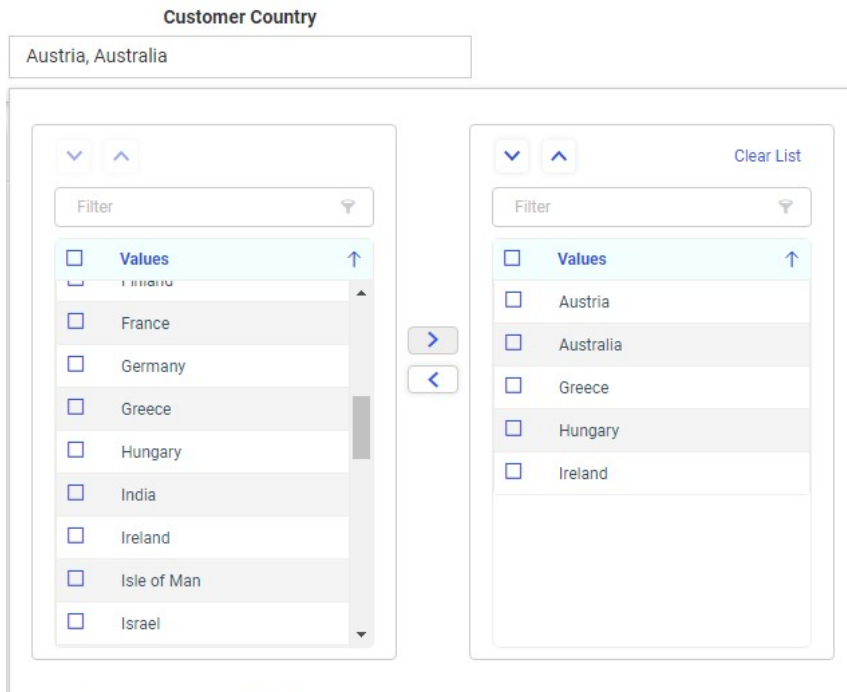 Customer Country
Austria, Australia
Clear List
Filter
Values
Finland
France
Germany
Greece
Hungary
India
Ireland
Isle of Man
Israel
Filter
Values
Austria
Australia
Greece
Hungary
Ireland